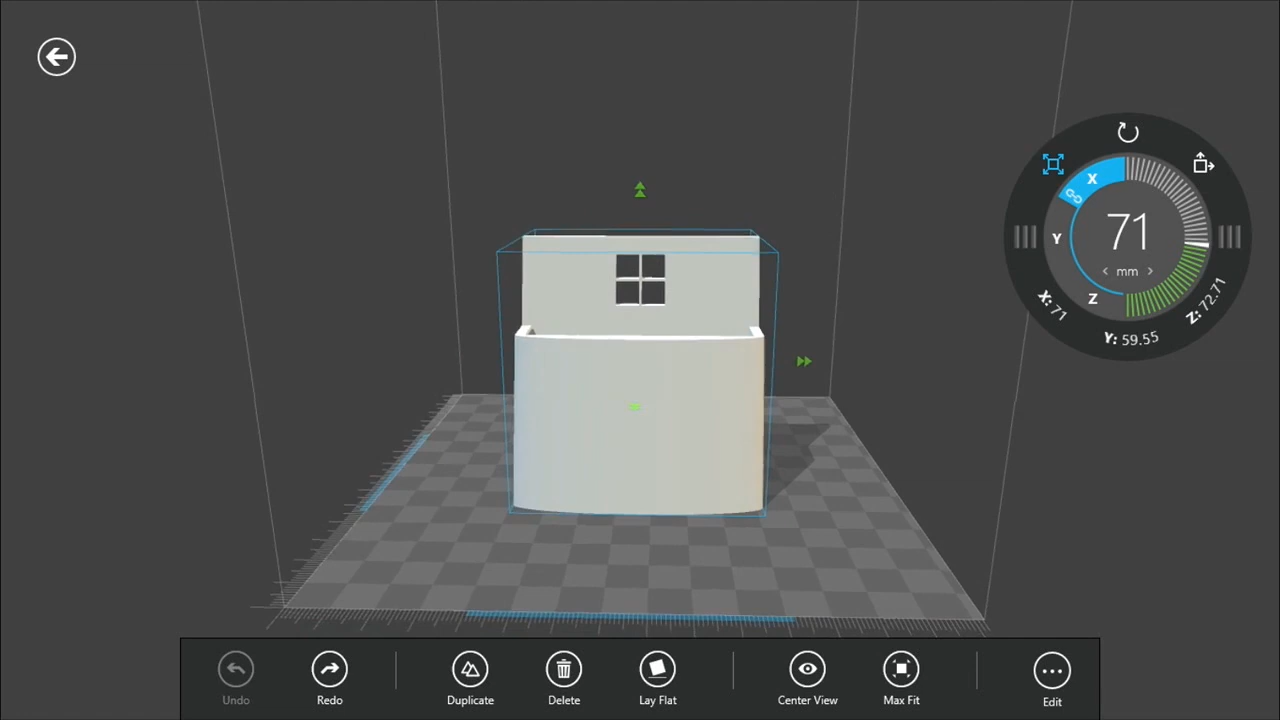 X
71
Y
mm
Z
X: 71
Y: 59.55
Z: 72.71
Undo
Redo
Duplicate
Delete
Lay Flat
Center View
Max Fit
Edit